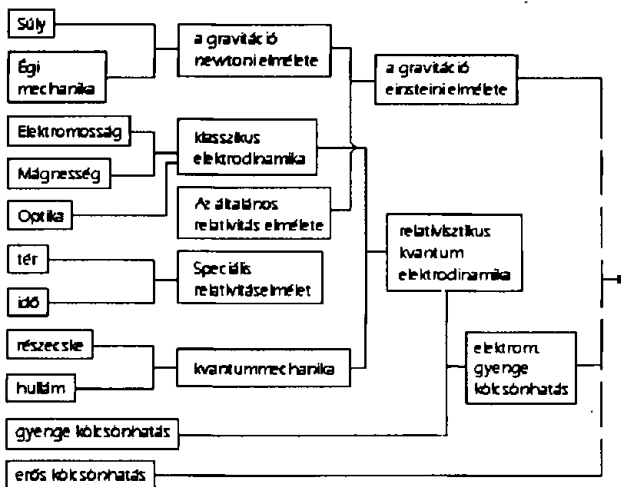 Súly
Égi
mechanika
a gravitáció
newtoni elmélete
a gravitáció
einsteini elmélete
Elektromosság
Mágnesség
Optika
klasszikus
elektrodinamika
Az általános
relativitás elmélete
relativisztikus
kvantum
elektrodinamika
tér
idő
Speciális
relativitáselmélet
részecske
hullám
kvantummechanika
elektrom.
gyenge
kölcsönhatás
gyenge kölcsönhatás
erős kölcsönhatás